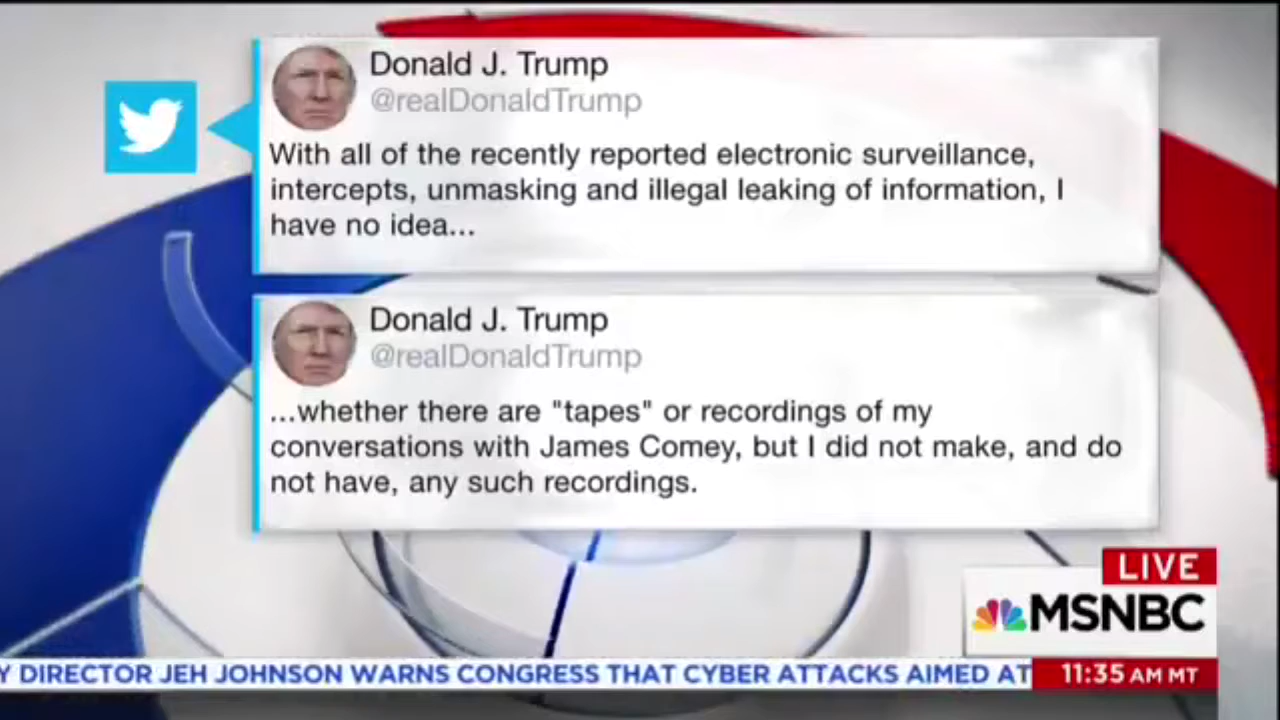 Donald J. Trump
@realDonaldTrump
With all of the recently reported electronic surveillance,
intercepts, unmasking and illegal leaking of information, I
have no idea...
Donald J. Trump
@realDonaldTrump
...whether there are "tapes" or recordings of my
conversations with James Comey, but I did not make, and do
not have, any such recordings.
LIVE
MSNBC
Y DIRECTOR JEH JOHNSON WARNS CONGRESS THAT CYBER ATTACKS AIMED AT
11:35 AM MT